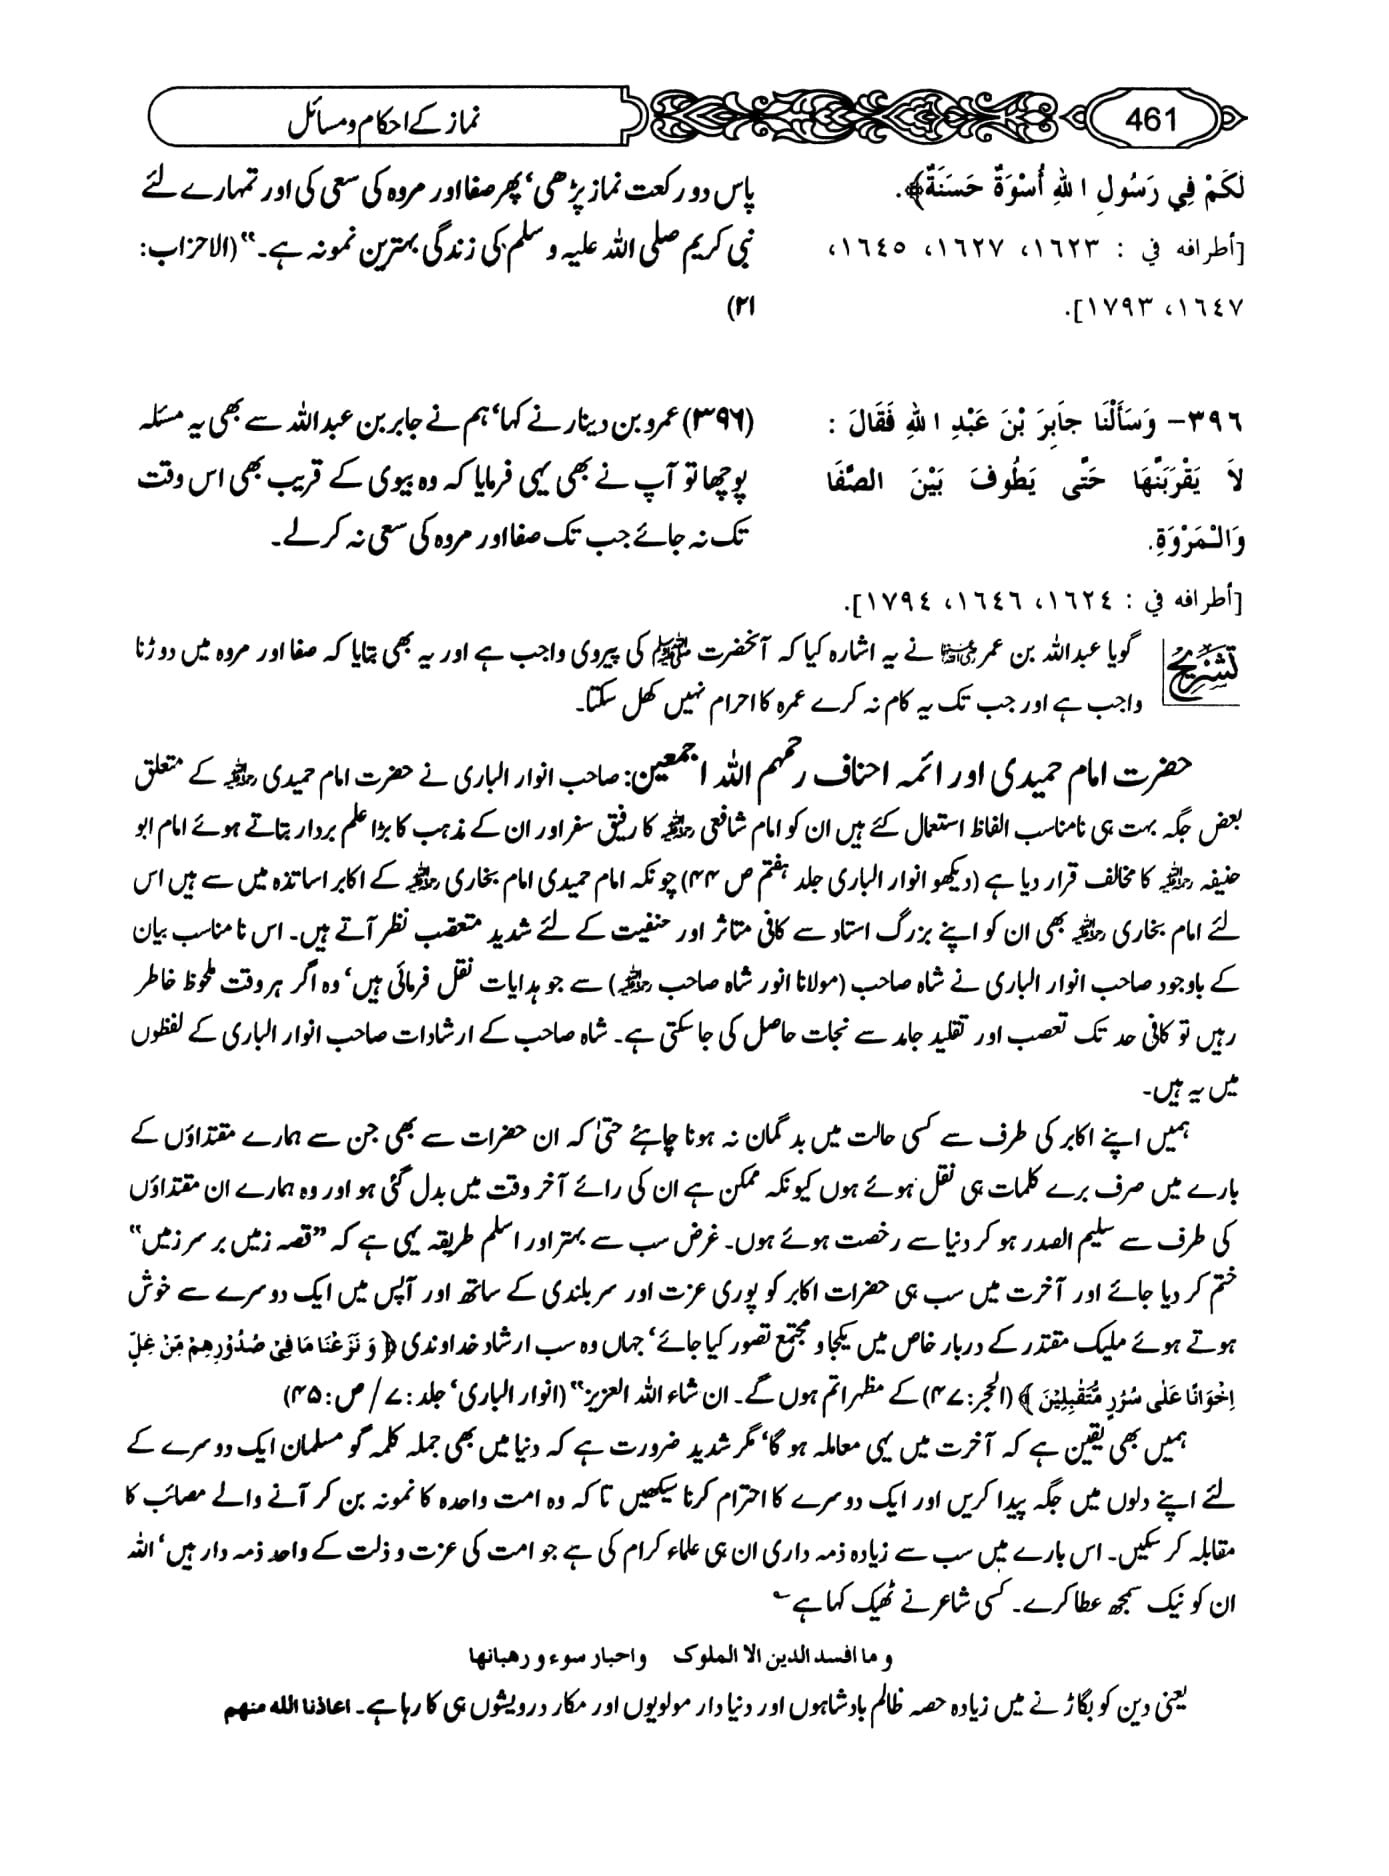 نماز کے احکام و مسائل
461
لَكُمْ فِي رَسُولِ اللهِ أُسْوَةٌ حَسَنَةٌ﴾.
[أطرافه في : ١٦٢٣، ١٦٢٧، ١٦٤٥،
١٦٤٧، ١٧٩٣].
پاس دو رکعت نماز پڑھی‘ پھر صفا اور مروہ کی سعی کی اور تمہارے لئے
نبی کریم صلی اللہ علیہ و سلم کی زندگی بہترین نمونہ ہے۔‘‘ (الاحزاب:
۲۱)
٣٩٦- وَسَأَلْنَا جَابِرَ بْنَ عَبْدِ اللهِ فَقَالَ :
لاَ يَقْرَبَنَّهَا حَتَّى يَطُوفَ بَيْنَ الصَّفَا
وَالْمَرْوَةِ.
[أطرافه في : ١٦٢٤، ١٦٤٦، ١٧٩٤].
(۳۹۶) عمرو بن دینار نے کہا‘ ہم نے جابر بن عبداللہ سے بھی یہ مسئلہ
پوچھا تو آپ نے بھی یہی فرمایا کہ وہ بیوی کے قریب بھی اس وقت
تک نہ جائے جب تک صفا اور مروہ کی سعی نہ کر لے۔
تشریح
گویا عبداللہ بن عمر رضی اللہ عنہما نے یہ اشارہ کیا کہ آنحضرت ﷺ کی پیروی واجب ہے اور یہ بھی بتایا کہ صفا اور مروہ میں دوڑنا
واجب ہے اور جب تک یہ کام نہ کرے عمرہ کا احرام نہیں کھل سکتا۔
حضرت امام حمیدی اور ائمہ احناف رحمہم اللہ اجمعین: صاحب انوار الباری نے حضرت امام حمیدی رحمۃ اللہ علیہ کے متعلق
بعض جگہ بہت ہی نامناسب الفاظ استعمال کئے ہیں ان کو امام شافعی رحمۃ اللہ علیہ کا رفیق سفر اور ان کے مذہب کا بڑا علم بردار بتاتے ہوئے امام ابو
حنیفہ رحمۃ اللہ علیہ کا مخالف قرار دیا ہے (دیکھو انوار الباری جلد ہفتم ص ۴۴) چونکہ امام حمیدی امام بخاری رحمۃ اللہ علیہ کے اکابر اساتذہ میں سے ہیں اس
لئے امام بخاری رحمۃ اللہ علیہ بھی ان کو اپنے بزرگ استاد سے کافی متاثر اور حنفیت کے لئے شدید متعصب نظر آتے ہیں۔ اس نامناسب بیان
کے باوجود صاحب انوار الباری نے شاہ صاحب (مولانا انور شاہ صاحب رحمۃ اللہ علیہ) سے جو ہدایات نقل فرمائی ہیں‘ وہ اگر ہر وقت ملحوظ خاطر
رہیں تو کافی حد تک تعصب اور تقلید جامد سے نجات حاصل کی جا سکتی ہے۔ شاہ صاحب کے ارشادات صاحب انوار الباری کے لفظوں
میں یہ ہیں۔
ہمیں اپنے اکابر کی طرف سے کسی حالت میں بدگمان نہ ہونا چاہئے حتیٰ کہ ان حضرات سے بھی جن سے ہمارے مقتداؤں کے
بارے میں صرف برے کلمات ہی نقل ہوئے ہوں کیونکہ ممکن ہے ان کی رائے آخر وقت میں بدل گئی ہو اور وہ ہمارے ان مقتداؤں
کی طرف سے سلیم الصدر ہو کر دنیا سے رخصت ہوئے ہوں۔ غرض سب سے بہتر اور اسلم طریقہ یہی ہے کہ ’’قصہ زمیں بر سر زمیں‘‘
ختم کر دیا جائے اور آخرت میں سب ہی حضرات اکابر کو پوری عزت اور سربلندی کے ساتھ اور آپس میں ایک دوسرے سے خوش
ہوتے ہوئے ملیک مقتدر کے دربار خاص میں یکجا و مجتمع تصور کیا جائے‘ جہاں وہ سب ارشاد خداوندی ﴿ وَ نَزَعْنَا مَا فِیْ صُدُوْرِهِمْ مِّنْ غِلٍّ
اِخْوَانًا عَلٰی سُرُرٍ مُّتَقٰبِلِیْنَ ﴾ (الحجر: ۴۷) کے مظہر اتم ہوں گے۔ ان شاء اللہ العزیز‘‘ (انوار الباری‘ جلد: ۷/ ص: ۴۵)
ہمیں بھی یقین ہے کہ آخرت میں یہی معاملہ ہو گا‘ مگر شدید ضرورت ہے کہ دنیا میں بھی جملہ کلمہ گو مسلمان ایک دوسرے کے
لئے اپنے دلوں میں جگہ پیدا کریں اور ایک دوسرے کا احترام کرنا سیکھیں تاکہ وہ امت واحدہ کا نمونہ بن کر آنے والے مصائب کا
مقابلہ کر سکیں۔ اس بارے میں سب سے زیادہ ذمہ داری ان ہی علماء کرام کی ہے جو امت کی عزت و ذلت کے واحد ذمہ دار ہیں‘ اللہ
ان کو نیک سمجھ عطا کرے۔ کسی شاعر نے ٹھیک کہا ہے ؎
و ما افسد الدین الا الملوک و احبار سوء و رهبانها
یعنی دین کو بگاڑنے میں زیادہ حصہ ظالم بادشاہوں اور دنیا دار مولویوں اور مکار درویشوں ہی کا رہا ہے۔ اعاذنا الله منهم